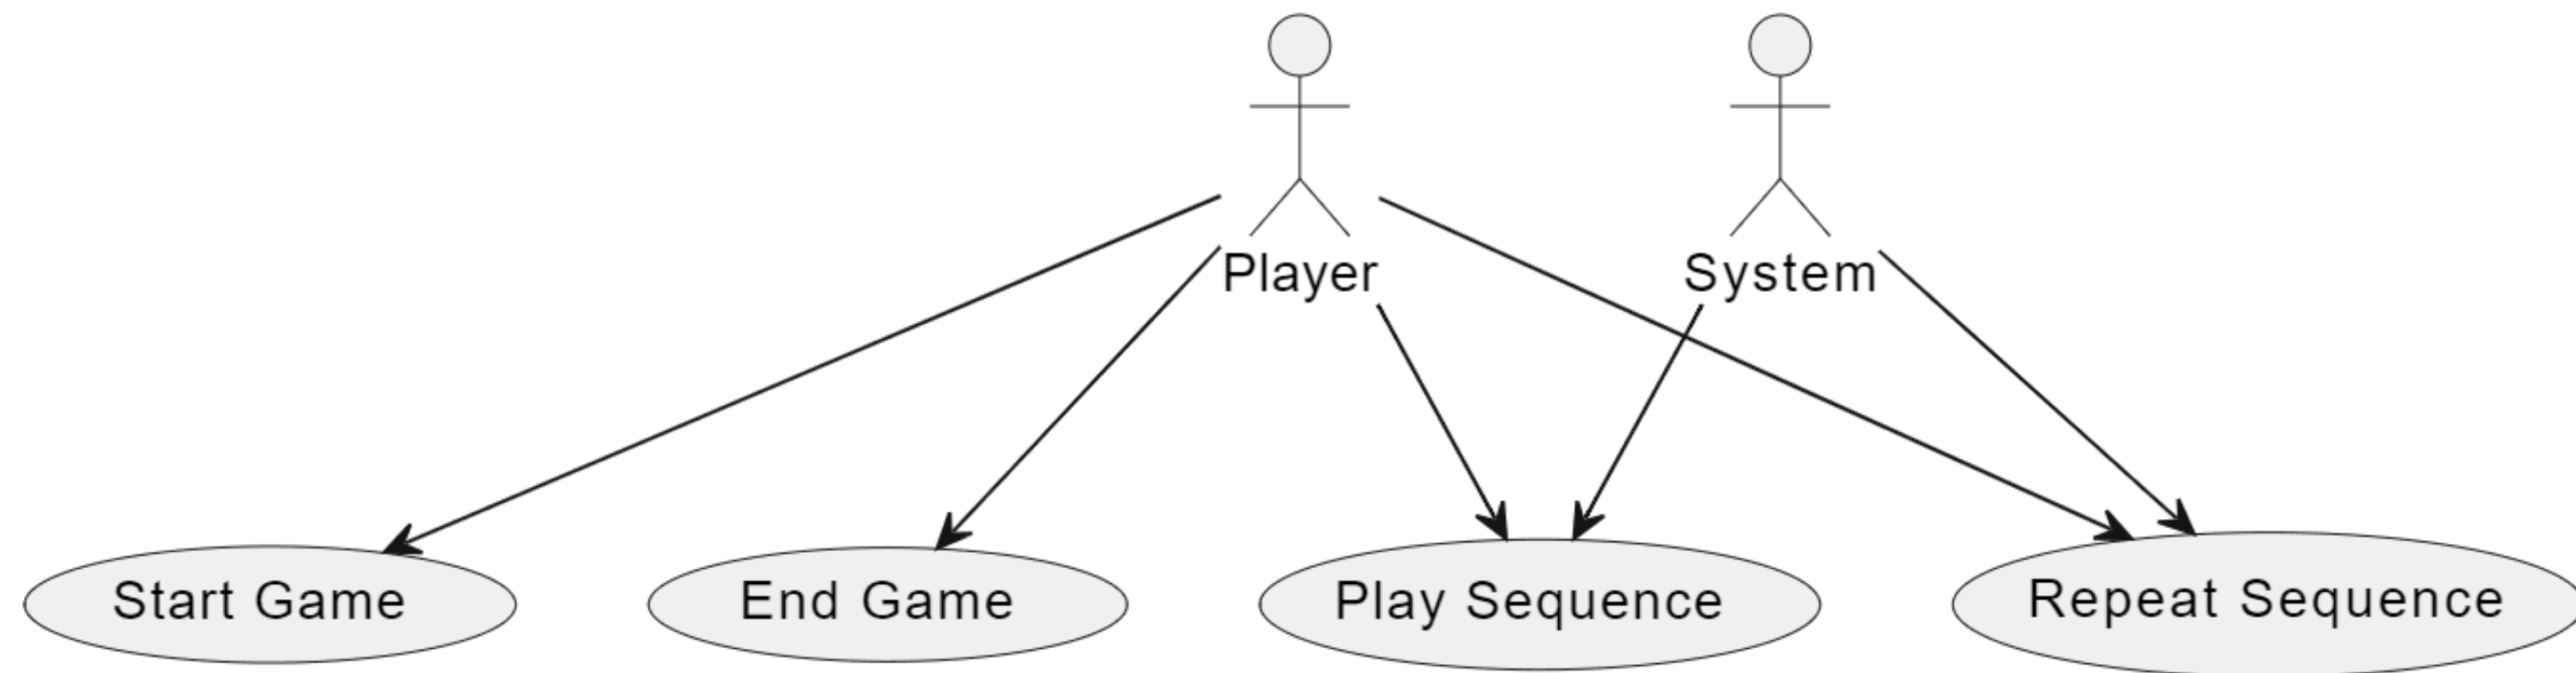 Player
System
Start Game
End Game
Play Sequence
Repeat Sequence